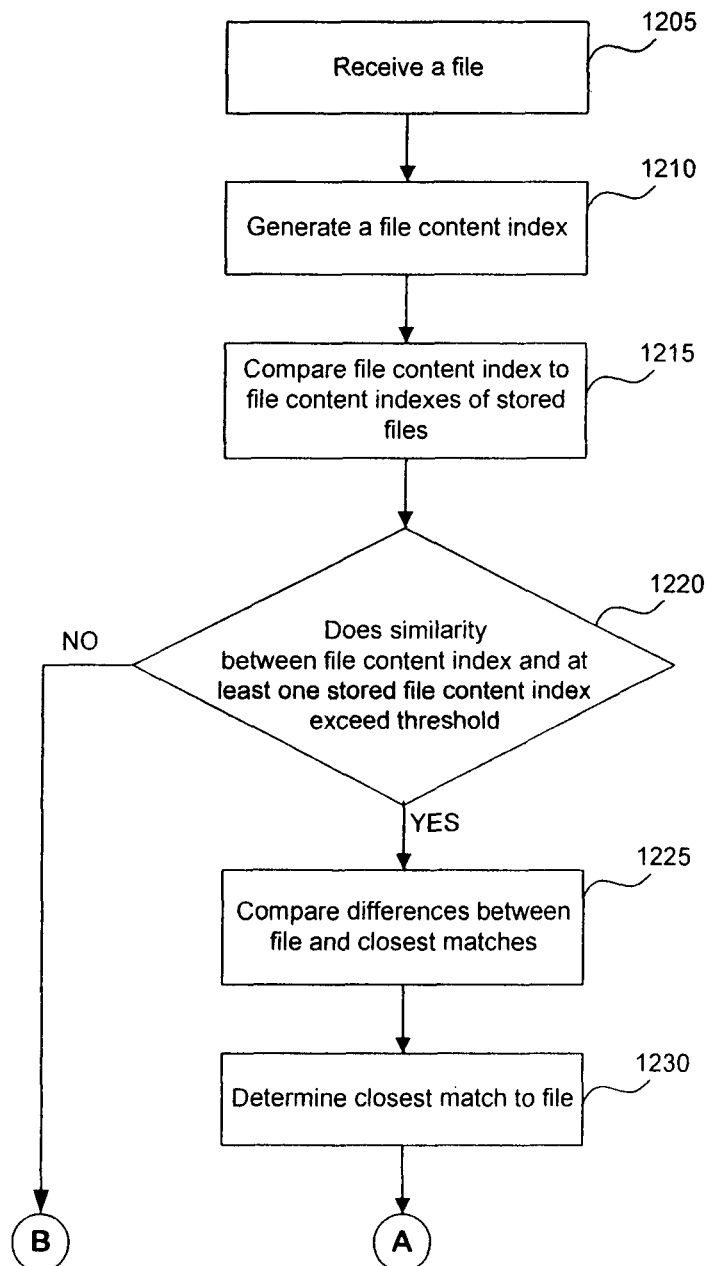 1205
Receive a file
1210
Generate a file content index
1215
Compare file content index to
file content indexes of stored
files
1220
NO
Does similarity
between file content index and at
least one stored file content index
exceed threshold
YES
1225
Compare differences between
file and closest matches
1230
Determine closest match to file
B
A